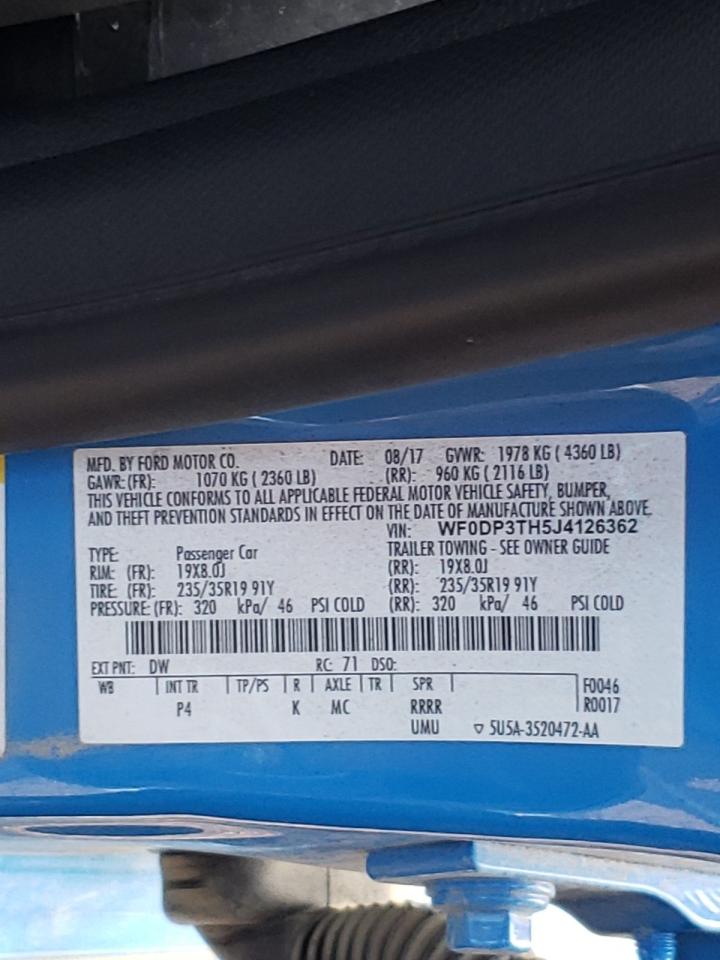 MFD. BY FORD MOTOR CO. DATE: 08/17 GVWR: 1978 KG ( 4360 LB)
GAWR: (FR): 1070 KG ( 2360 LB) (RR): 960 KG ( 2116 LB)
THIS VEHICLE CONFORMS TO ALL APPLICABLE FEDERAL MOTOR VEHICLE SAFETY, BUMPER,
AND THEFT PREVENTION STANDARDS IN EFFECT ON THE DATE OF MANUFACTURE SHOWN ABOVE.
VIN: WF0DP3TH5J4126362
TYPE: Passenger Car TRAILER TOWING - SEE OWNER GUIDE
RIM: (FR): 19X8.0J (RR): 19X8.0J
TIRE: (FR): 235/35R19 91Y (RR): 235/35R19 91Y
PRESSURE: (FR): 320 kPa/ 46 PSI COLD (RR): 320 kPa/ 46 PSI COLD
EXT PNT: DW RC: 71 DSO:
WB INT TR TP/PS R AXLE TR SPR F0046
P4 K MC RRRR R0017
UMU ▽ 5U5A-3520472-AA